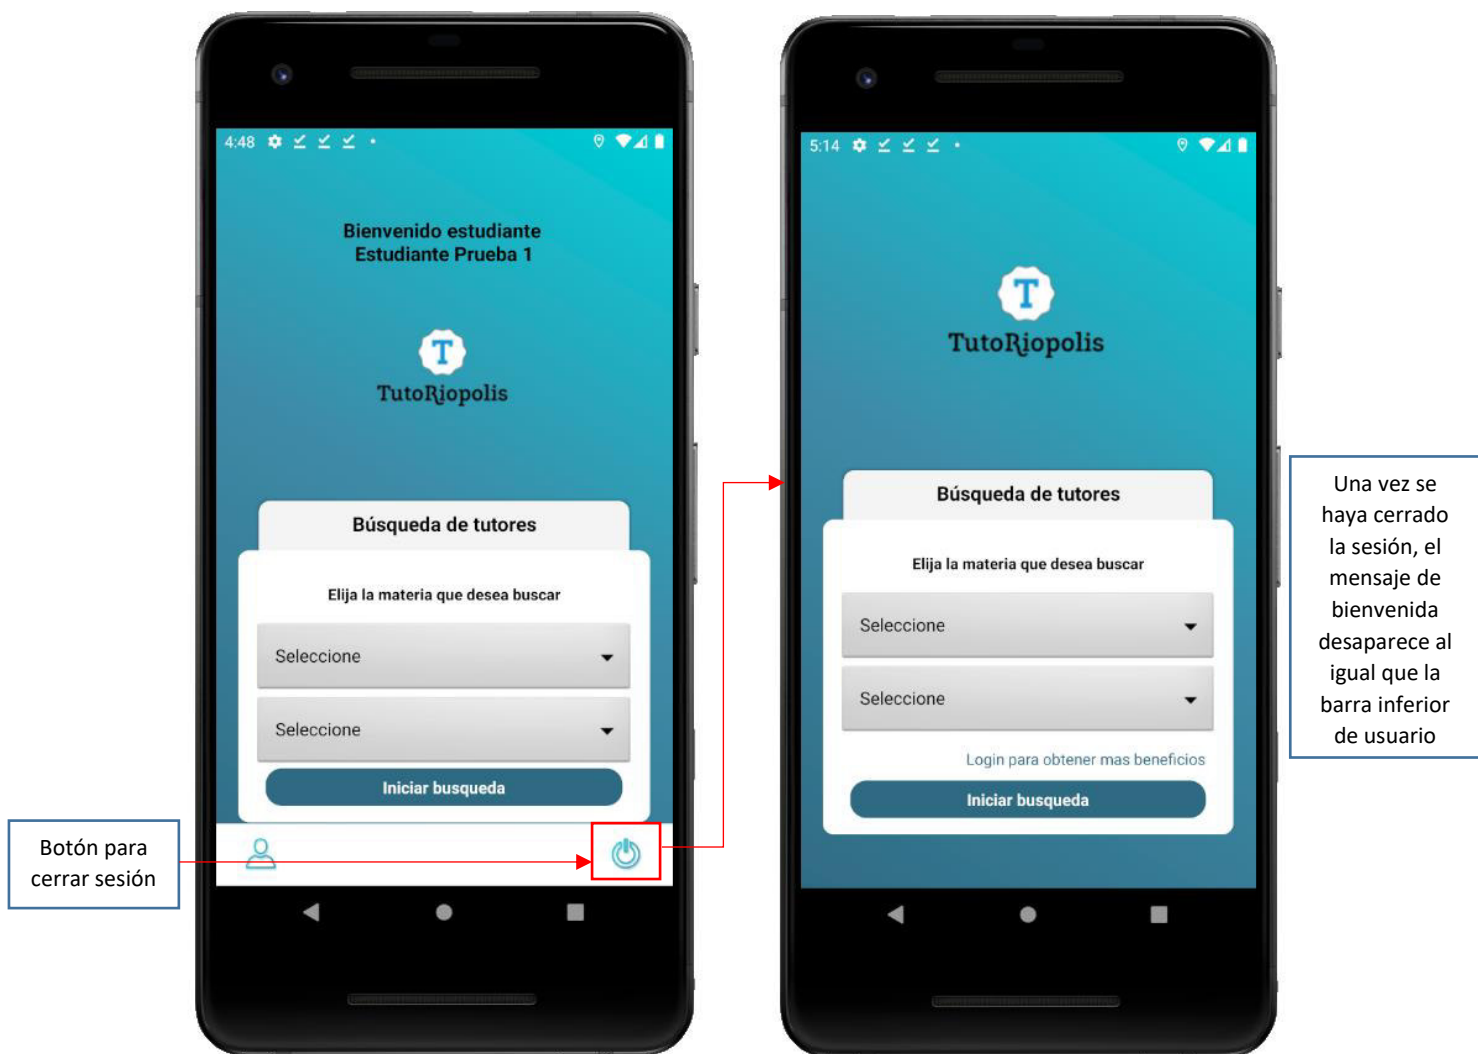 4:48
Bienvenido estudiante
Estudiante Prueba 1
T
TutoRiopolis
Búsqueda de tutores
Elija la materia que desea buscar
Seleccione
Seleccione
Iniciar busqueda
Botón para
cerrar sesión
5:14
T
TutoRiopolis
Búsqueda de tutores
Elija la materia que desea buscar
Seleccione
Seleccione
Login para obtener mas beneficios
Iniciar busqueda
Una vez se
haya cerrado
la sesión, el
mensaje de
bienvenida
desaparece al
igual que la
barra inferior
de usuario